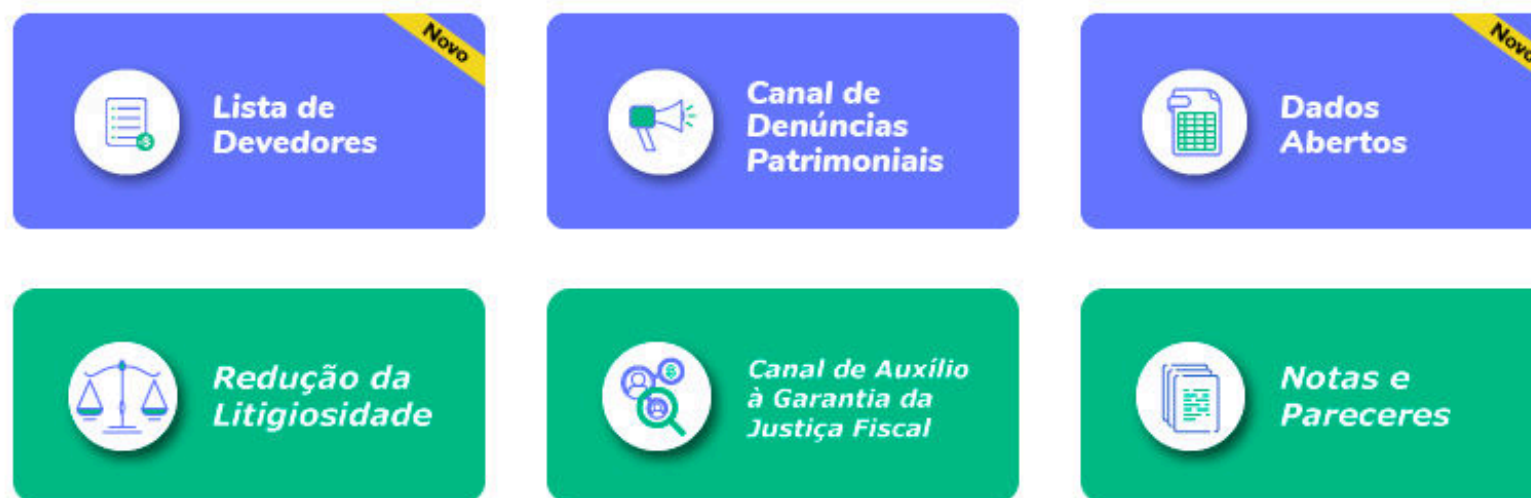 Novo
Lista de
Devedores
Canal de
Denúncias
Patrimoniais
Novo
Dados
Abertos
Redução da
Litigiosidade
Canal de Auxílio
à Garantia da
Justiça Fiscal
Notas e
Pareceres